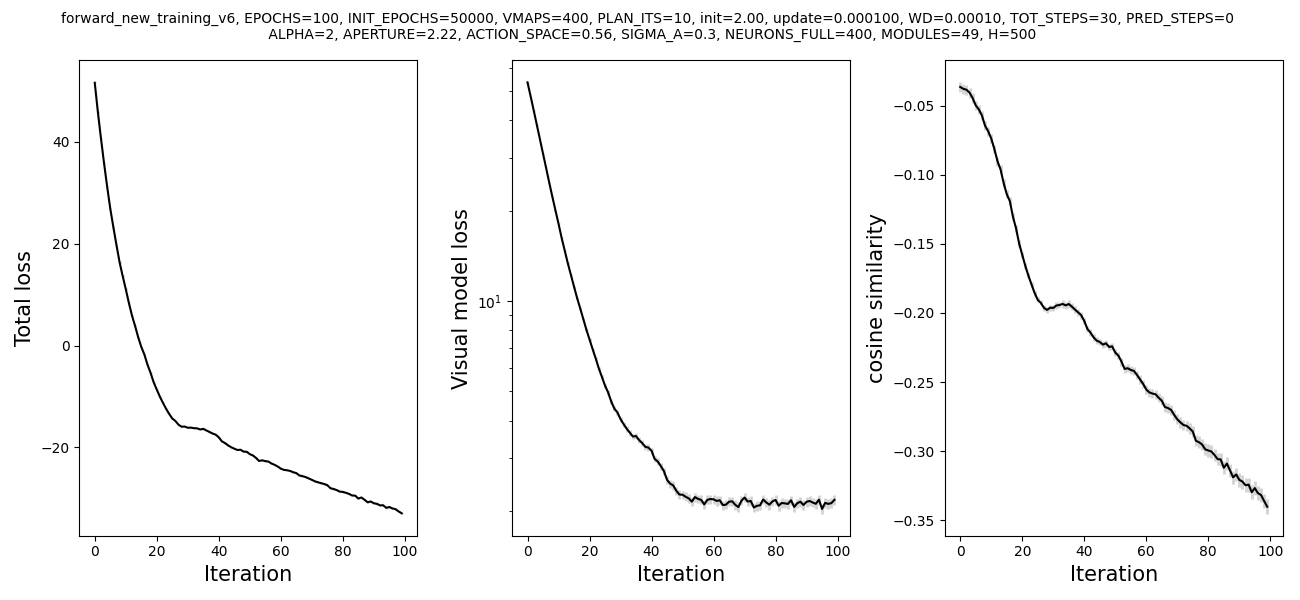 forward_new_training_v6, EPOCHS=100, INIT_EPOCHS=50000, VMAPS=400, PLAN_ITS=10, init=2.00, update=0.000100, WD=0.00010, TOT_STEPS=30, PRED_STEPS=0
ALPHA=2, APERTURE=2.22, ACTION_SPACE=0.56, SIGMA_A=0.3, NEURONS_FULL=400, MODULES=49, H=500
Total loss
40
20
0
−20
0 20 40 60 80 100
Iteration
Visual model loss
10¹
0 20 40 60 80 100
Iteration
cosine similarity
−0.05
−0.10
−0.15
−0.20
−0.25
−0.30
−0.35
0 20 40 60 80 100
Iteration